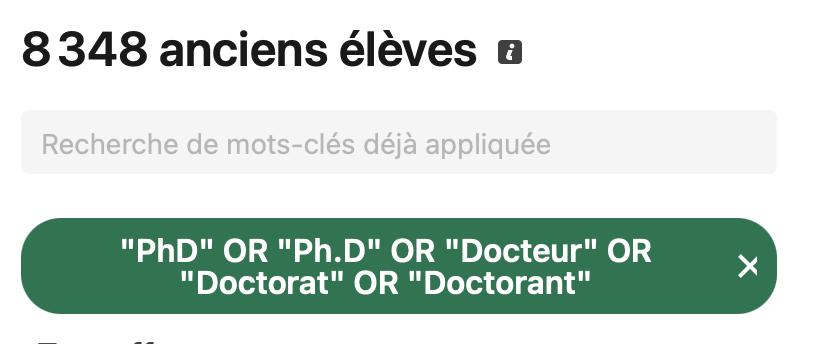 8 348 anciens élèves
Recherche de mots-clés déjà appliquée
"PhD" OR "Ph.D" OR "Docteur" OR
"Doctorat" OR "Doctorant"